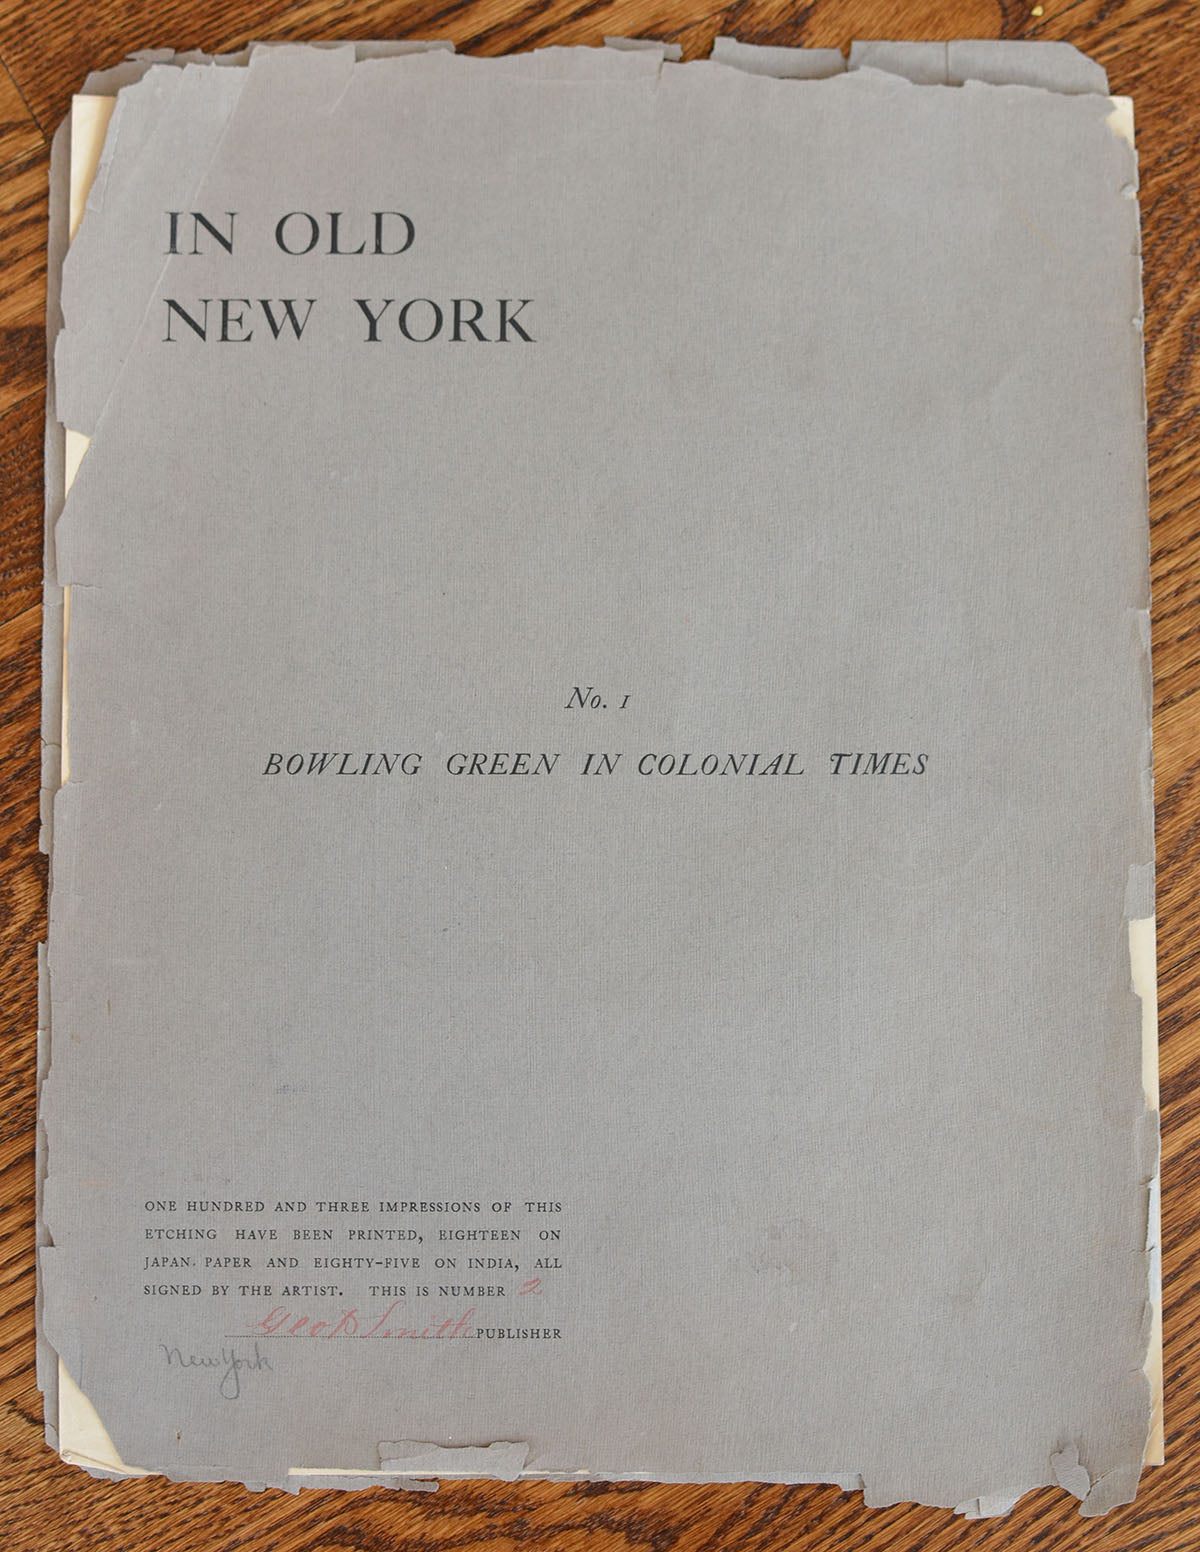 IN OLD
NEW YORK
No. 1
BOWLING GREEN IN COLONIAL TIMES
ONE HUNDRED AND THREE IMPRESSIONS OF THIS
ETCHING HAVE BEEN PRINTED, EIGHTEEN ON
JAPAN PAPER AND EIGHTY-FIVE ON INDIA, ALL
SIGNED BY THE ARTIST. THIS IS NUMBER 2
Geo D Smith PUBLISHER
New York